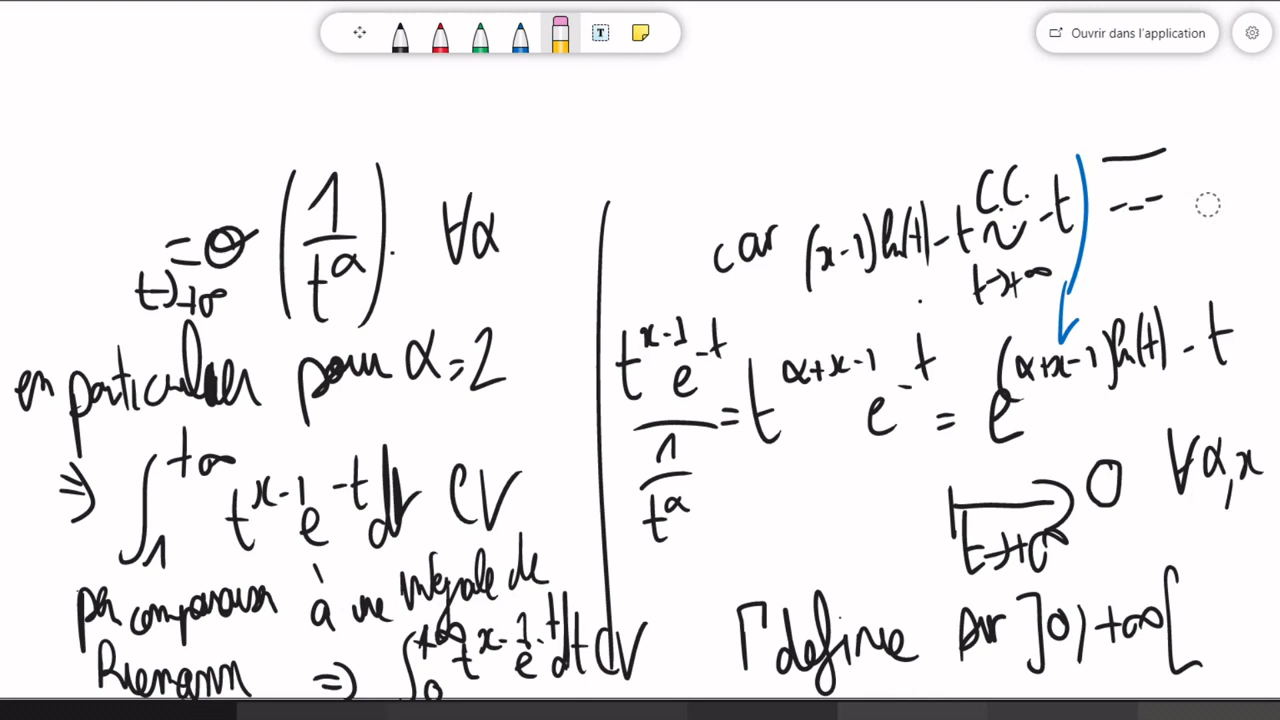 Ouvrir dans l'application
= o (1/t^α). ∀α
t→+∞
en particulier pour α=2
⇒ ∫_1^{+∞} t^{x-1} e^{-t} dt CV
par comparaison à une intégrale de
Riemann ⇒ ∫_0^{+∞} t^{x-1} e^{-t} dt CV
car (x-1)ln(t) - t ~ -t
C.C.
t→+∞
t^{x-1} e^{-t} / (1/t^α) = t^{α+x-1} e^{-t} = e^{(α+x-1)ln(t) - t}
→ 0 ∀α,x
t→+∞
Γ définie sur ]0,+∞[